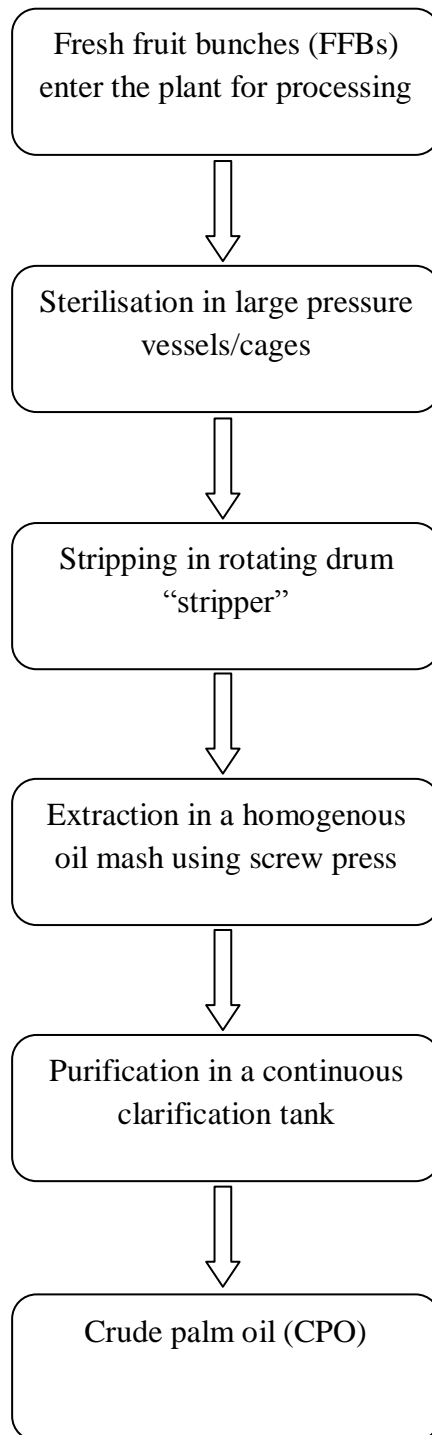 Fresh fruit bunches (FFBs)
enter the plant for processing
Sterilisation in large pressure
vessels/cages
Stripping in rotating drum
“stripper”
Extraction in a homogenous
oil mash using screw press
Purification in a continuous
clarification tank
Crude palm oil (CPO)